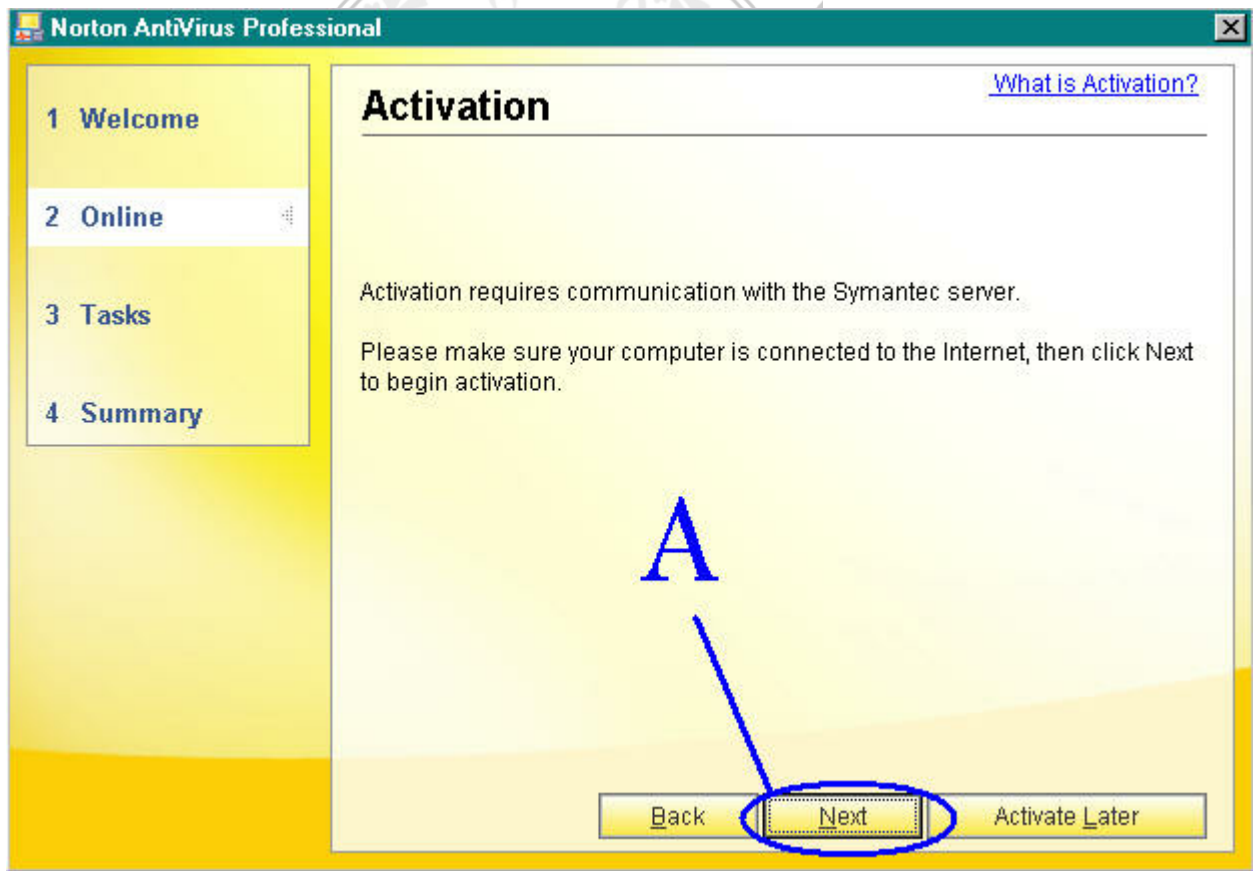 Norton AntiVirus Professional
1 Welcome
2 Online
3 Tasks
4 Summary
Activation
What is Activation?
Activation requires communication with the Symantec server.
Please make sure your computer is connected to the Internet, then click Next
to begin activation.
A
Back Next Activate Later